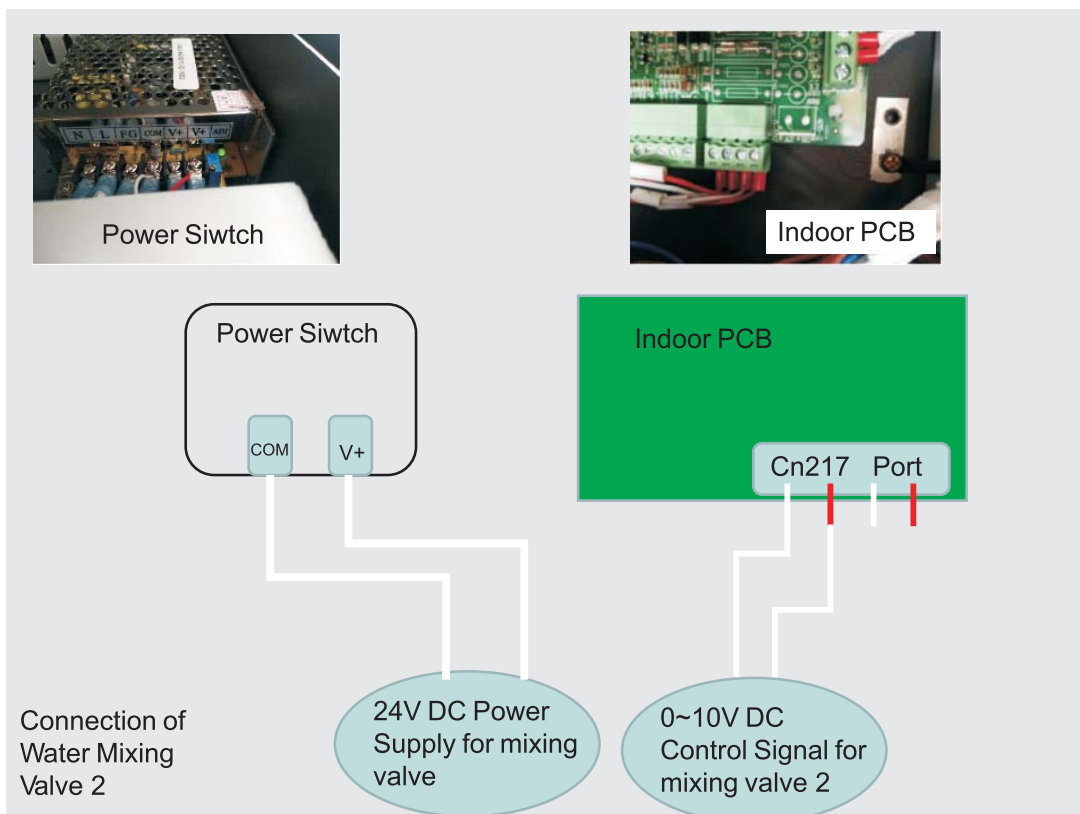 N L FG COM V+ V+ ADJ
Power Siwtch
Indoor PCB
Power Siwtch
COM
V+
Indoor PCB
Cn217 Port
24V DC Power
Supply for mixing
valve
0~10V DC
Control Signal for
mixing valve 2
Connection of
Water Mixing
Valve 2